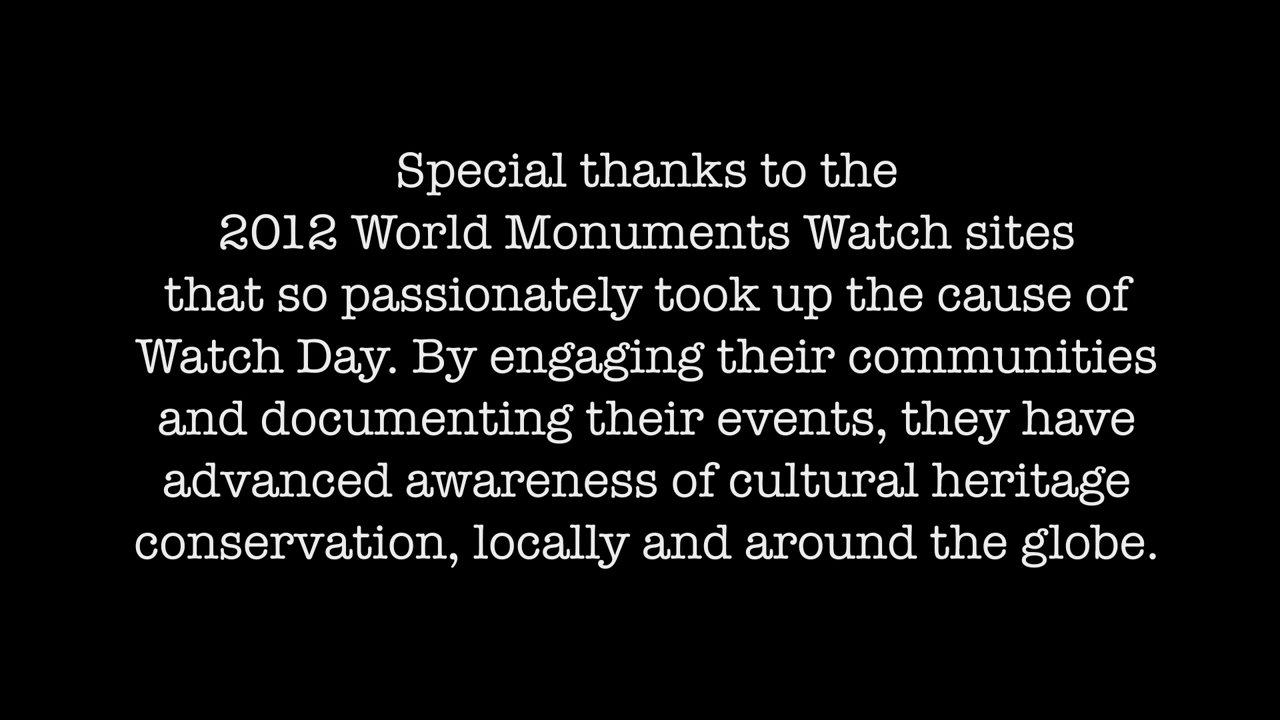 Special thanks to the
2012 World Monuments Watch sites
that so passionately took up the cause of
Watch Day. By engaging their communities
and documenting their events, they have
advanced awareness of cultural heritage
conservation, locally and around the globe.